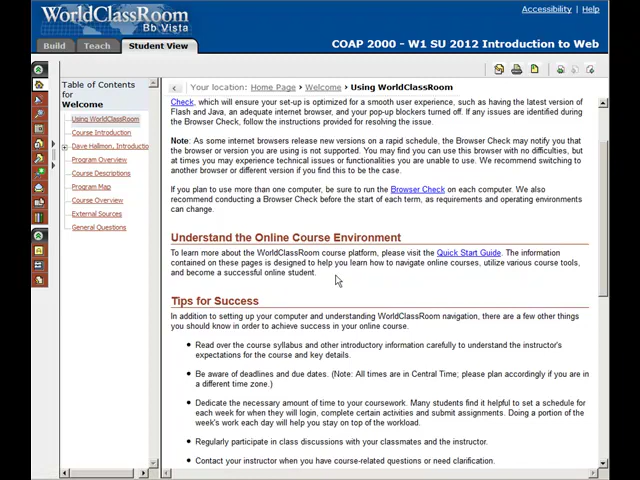 WorldClassRoom
Bb Vista
Accessibility | Help
Build
Teach
Student View
COAP 2000 - W1 SU 2012 Introduction to Web
Table of Contents
for
Welcome
Using WorldClassRoom
Course Introduction
Dave Hallmon, Introductio
Program Overview
Course Descriptions
Program Map
Course Overview
External Sources
General Questions
Your location: Home Page › Welcome › Using WorldClassRoom
Check, which will ensure your set-up is optimized for a smooth user experience, such as having the latest version of
Flash and Java, an adequate internet browser, and your pop-up blockers turned off. If any issues are identified during
the Browser Check, follow the instructions provided for resolving the issue.
Note: As some internet browsers release new versions on a rapid schedule, the Browser Check may notify you that
the browser or version you are using is not supported. You may find you can use this browser with no difficulties, but
at times you may experience technical issues or functionalities you are unable to use. We recommend switching to
another browser or different version if you find this to be the case.
If you plan to use more than one computer, be sure to run the Browser Check on each computer. We also
recommend conducting a Browser Check before the start of each term, as requirements and operating environments
can change.
Understand the Online Course Environment
To learn more about the WorldClassRoom course platform, please visit the Quick Start Guide. The information
contained on these pages is designed to help you learn how to navigate online courses, utilize various course tools,
and become a successful online student.
Tips for Success
In addition to setting up your computer and understanding WorldClassRoom navigation, there are a few other things
you should know in order to achieve success in your online course.
Read over the course syllabus and other introductory information carefully to understand the instructor's
expectations for the course and key details.
Be aware of deadlines and due dates. (Note: All times are in Central Time; please plan accordingly if you are in
a different time zone.)
Dedicate the necessary amount of time to your coursework. Many students find it helpful to set a schedule for
each week for when they will login, complete certain activities and submit assignments. Doing a portion of the
week's work each day will help you stay on top of the workload.
Regularly participate in class discussions with your classmates and the instructor.
Contact your instructor when you have course-related questions or need clarification.